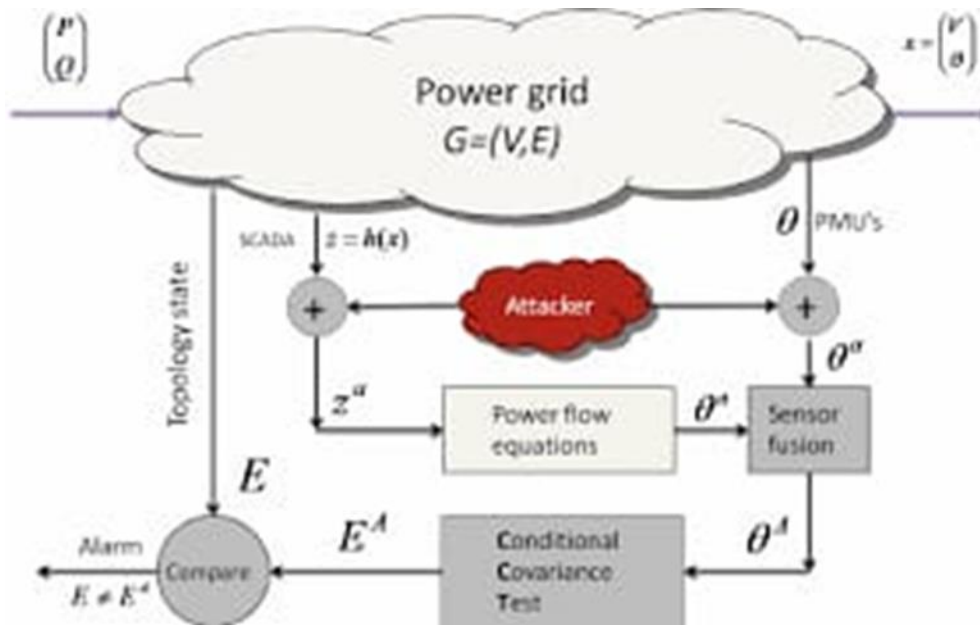 (P
Q)
x = (V
θ)
Power grid
G=(V,E)
SCADA
z = h(x)
θ PMU's
+
Attacker
+
Topology state
z^a
θ^a
Power flow
equations
Sensor
fusion
E
E^A
Conditional
Covariance
Test
θ^A
Alarm
E ≠ E^A
Compare